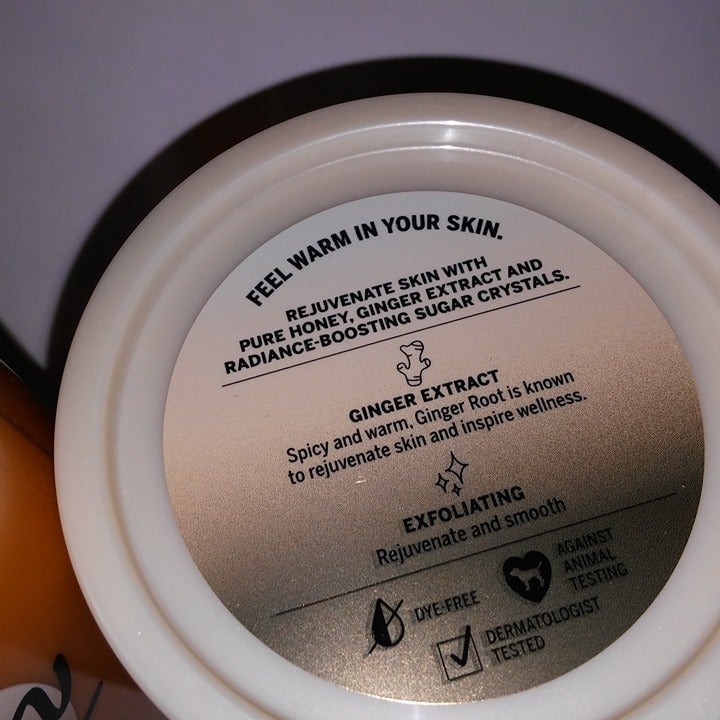 FEEL WARM IN YOUR SKIN.
REJUVENATE SKIN WITH
PURE HONEY, GINGER EXTRACT AND
RADIANCE-BOOSTING SUGAR CRYSTALS.
GINGER EXTRACT
Spicy and warm, Ginger Root is known
to rejuvenate skin and inspire wellness.
EXFOLIATING
Rejuvenate and smooth
DYE-FREE
AGAINST
ANIMAL
TESTING
DERMATOLOGIST
TESTED